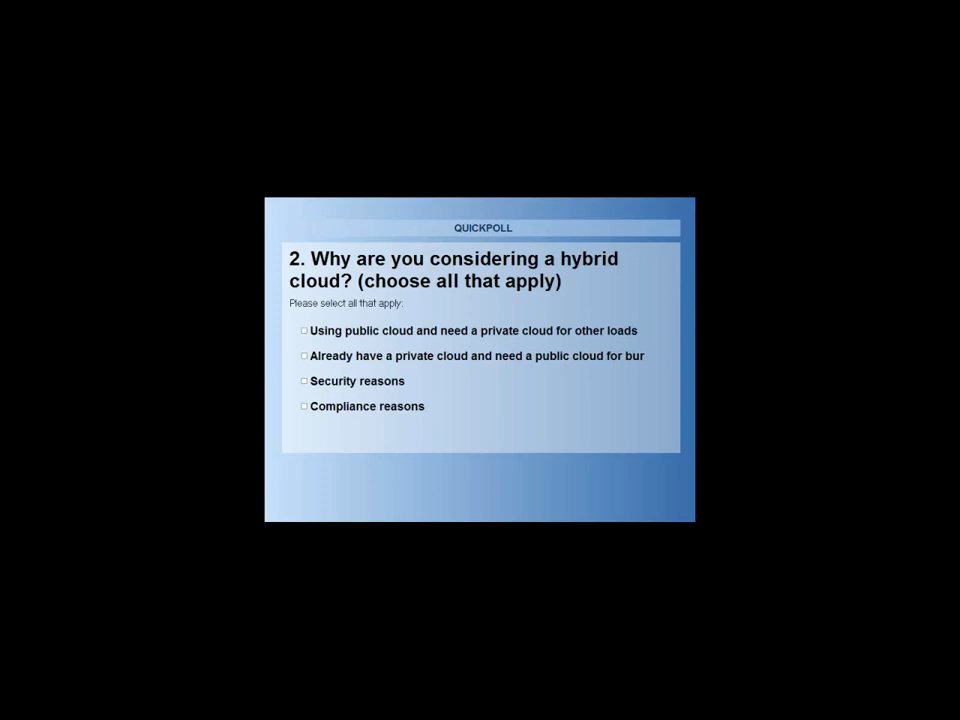 QUICKPOLL
2. Why are you considering a hybrid
cloud? (choose all that apply)
Please select all that apply:
Using public cloud and need a private cloud for other loads
Already have a private cloud and need a public cloud for bur
Security reasons
Compliance reasons